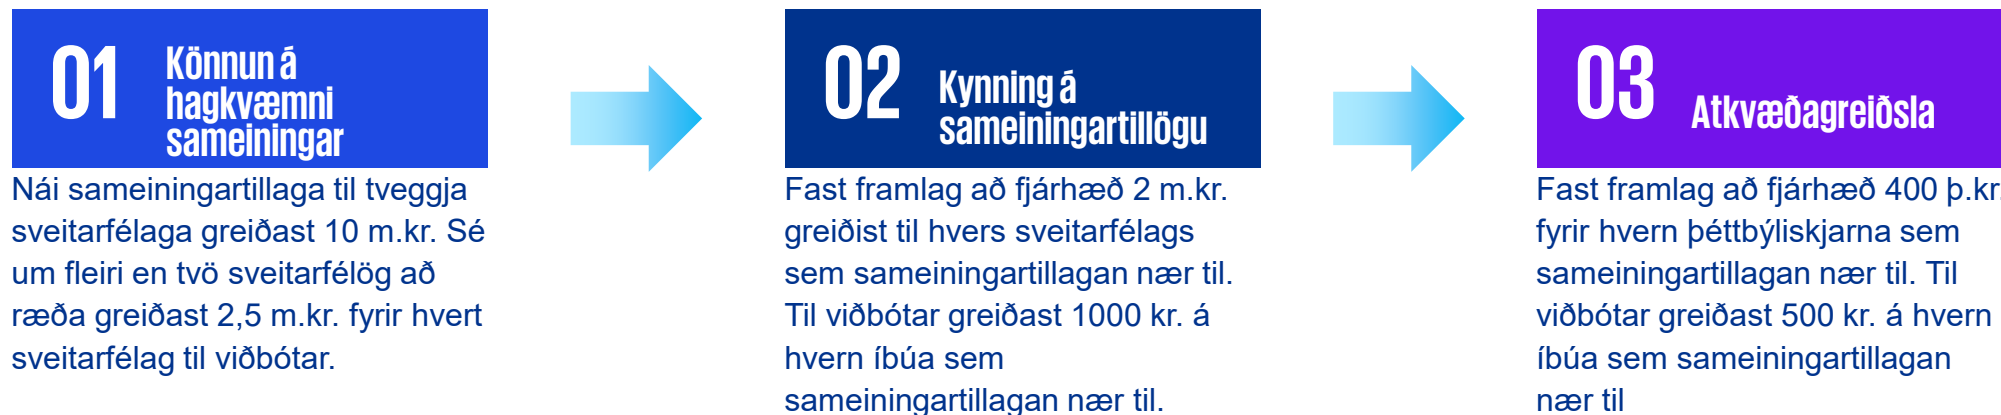 01
Könnun á
hagkvæmni
sameiningar
Nái sameiningartillaga til tveggja
sveitarfélaga greiðast 10 m.kr. Sé
um fleiri en tvö sveitarfélög að
ræða greiðast 2,5 m.kr. fyrir hvert
sveitarfélag til viðbótar.
02
Kynning á
sameiningartillögu
Fast framlag að fjárhæð 2 m.kr.
greiðist til hvers sveitarfélags
sem sameiningartillagan nær til.
Til viðbótar greiðast 1000 kr. á
hvern íbúa sem
sameiningartillagan nær til.
03
Atkvæðagreiðsla
Fast framlag að fjárhæð 400 þ.kr.
fyrir hvern þéttbýliskjarna sem
sameiningartillagan nær til. Til
viðbótar greiðast 500 kr. á hvern
íbúa sem sameiningartillagan
nær til